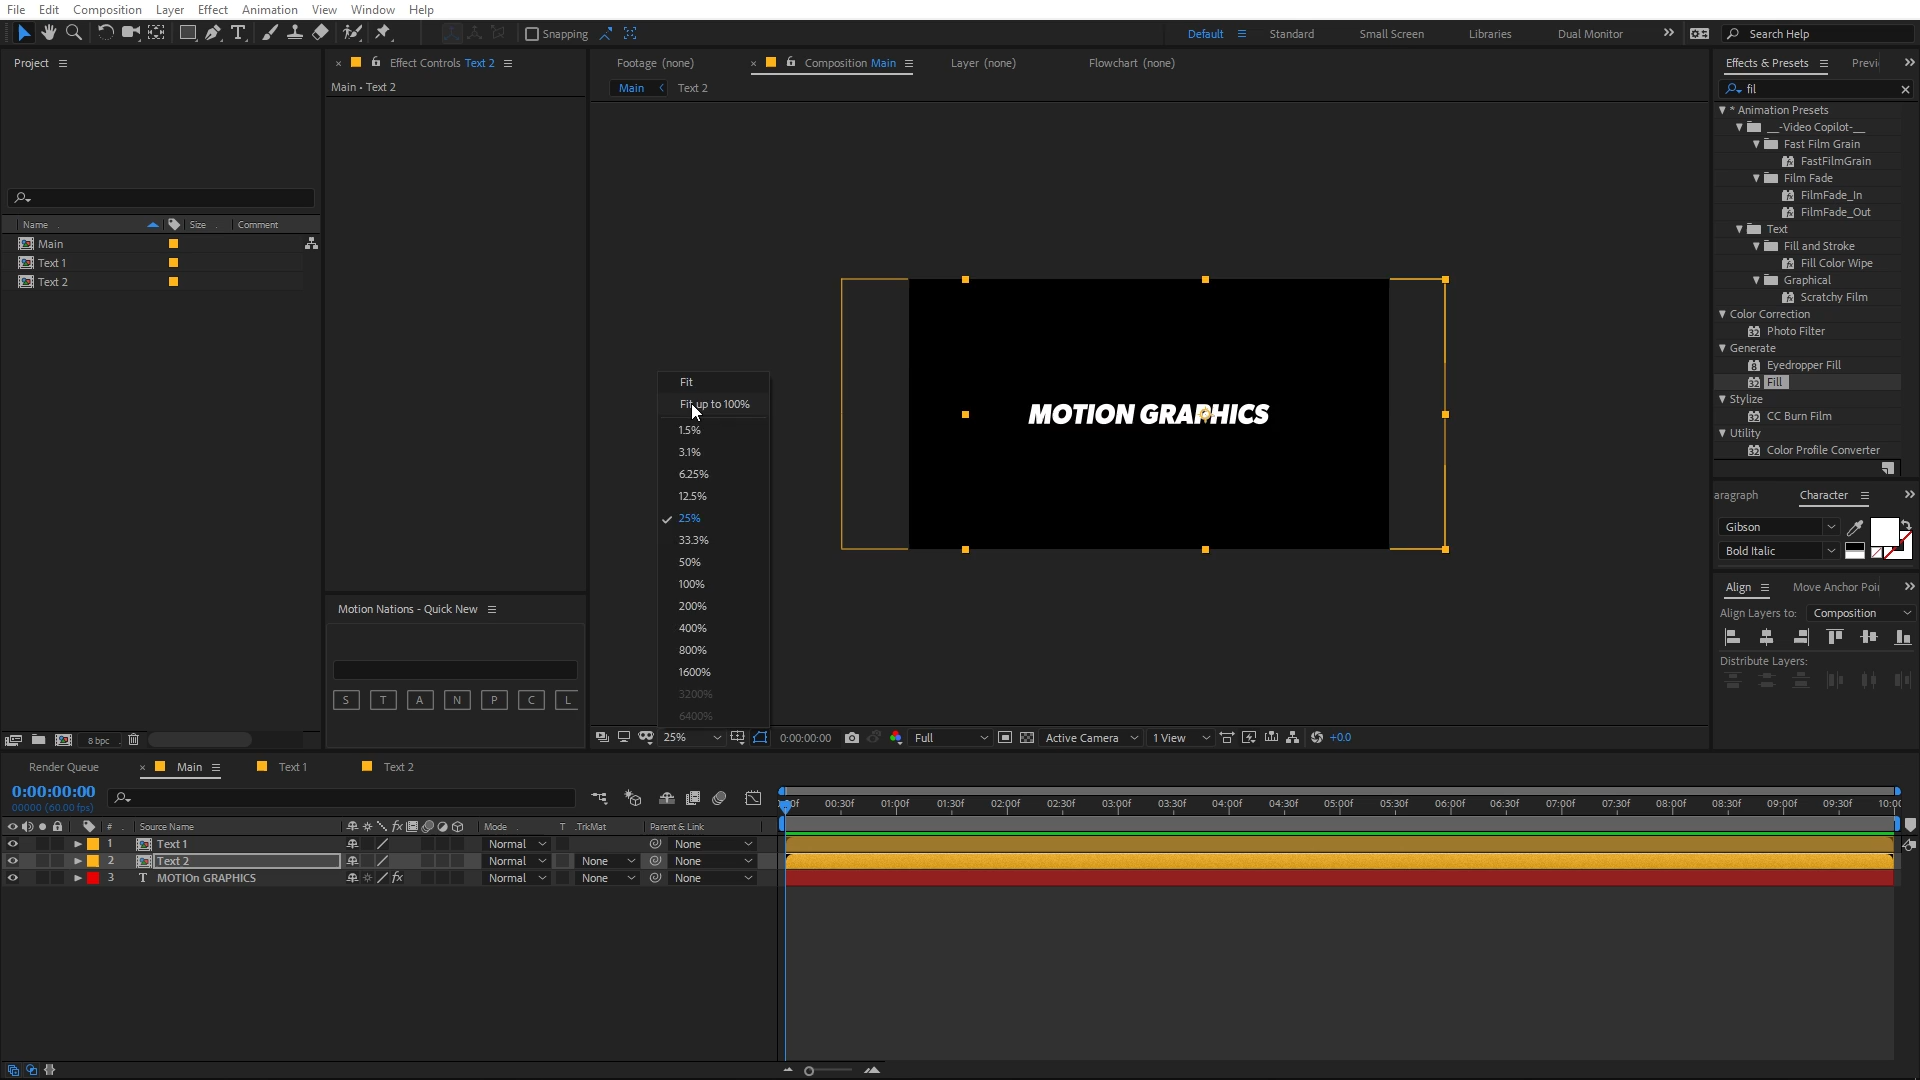 File Edit Composition Layer Effect Animation View Window Help
Snapping
Default Standard Small Screen Libraries Dual Monitor Search Help
Project
Effect Controls Text 2
Main • Text 2
Footage (none) Composition Main Layer (none) Flowchart (none)
Main Text 2
Name Size Comment
Main
Text 1
Text 2
8 bpc
Motion Nations - Quick New
S T A N P C L
MOTION GRAPHICS
Fit
Fit up to 100%
1.5%
3.1%
6.25%
12.5%
25%
33.3%
50%
100%
200%
400%
800%
1600%
3200%
6400%
25% 0:00:00:00 Full Active Camera 1 View +0.0
Effects & Presets Previ
fil
* Animation Presets
__-Video Copilot-__
Fast Film Grain
FastFilmGrain
Film Fade
FilmFade_In
FilmFade_Out
Text
Fill and Stroke
Fill Color Wipe
Graphical
Scratchy Film
Color Correction
Photo Filter
Generate
Eyedropper Fill
Fill
Stylize
CC Burn Film
Utility
Color Profile Converter
aragraph Character
Gibson
Bold Italic
Align Move Anchor Poi
Align Layers to: Composition
Distribute Layers:
Render Queue Main Text 1 Text 2
0:00:00:00
00000 (60.00 fps)
00f 00:30f 01:00f 01:30f 02:00f 02:30f 03:00f 03:30f 04:00f 04:30f 05:00f 05:30f 06:00f 06:30f 07:00f 07:30f 08:00f 08:30f 09:00f 09:30f 10:00
# Source Name Mode T .TrkMat Parent & Link
1 Text 1 Normal None
2 Text 2 Normal None None
3 T MOTIOn GRAPHICS Normal None None